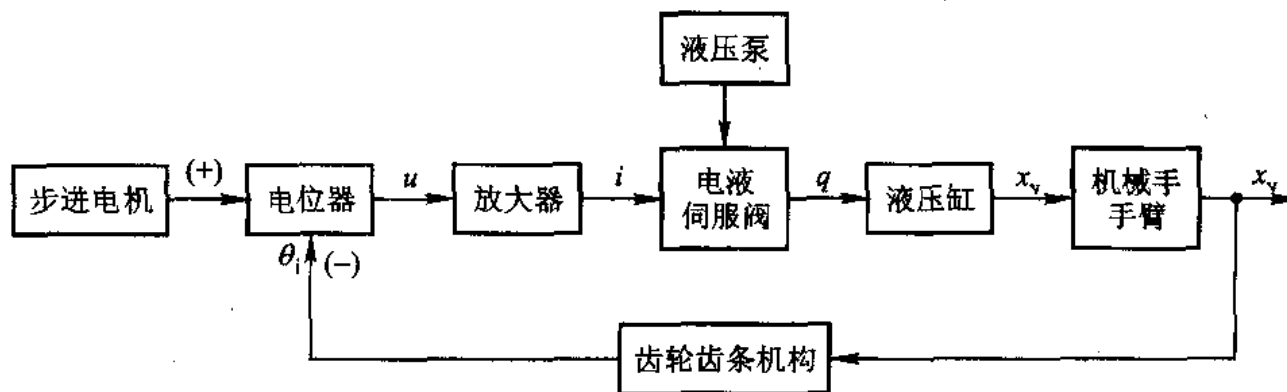 液压泵
步进电机
(+)
电位器
u
放大器
i
电液
伺服阀
q
液压缸
x_v
机械手
手臂
x_v
θ_i
(−)
齿轮齿条机构